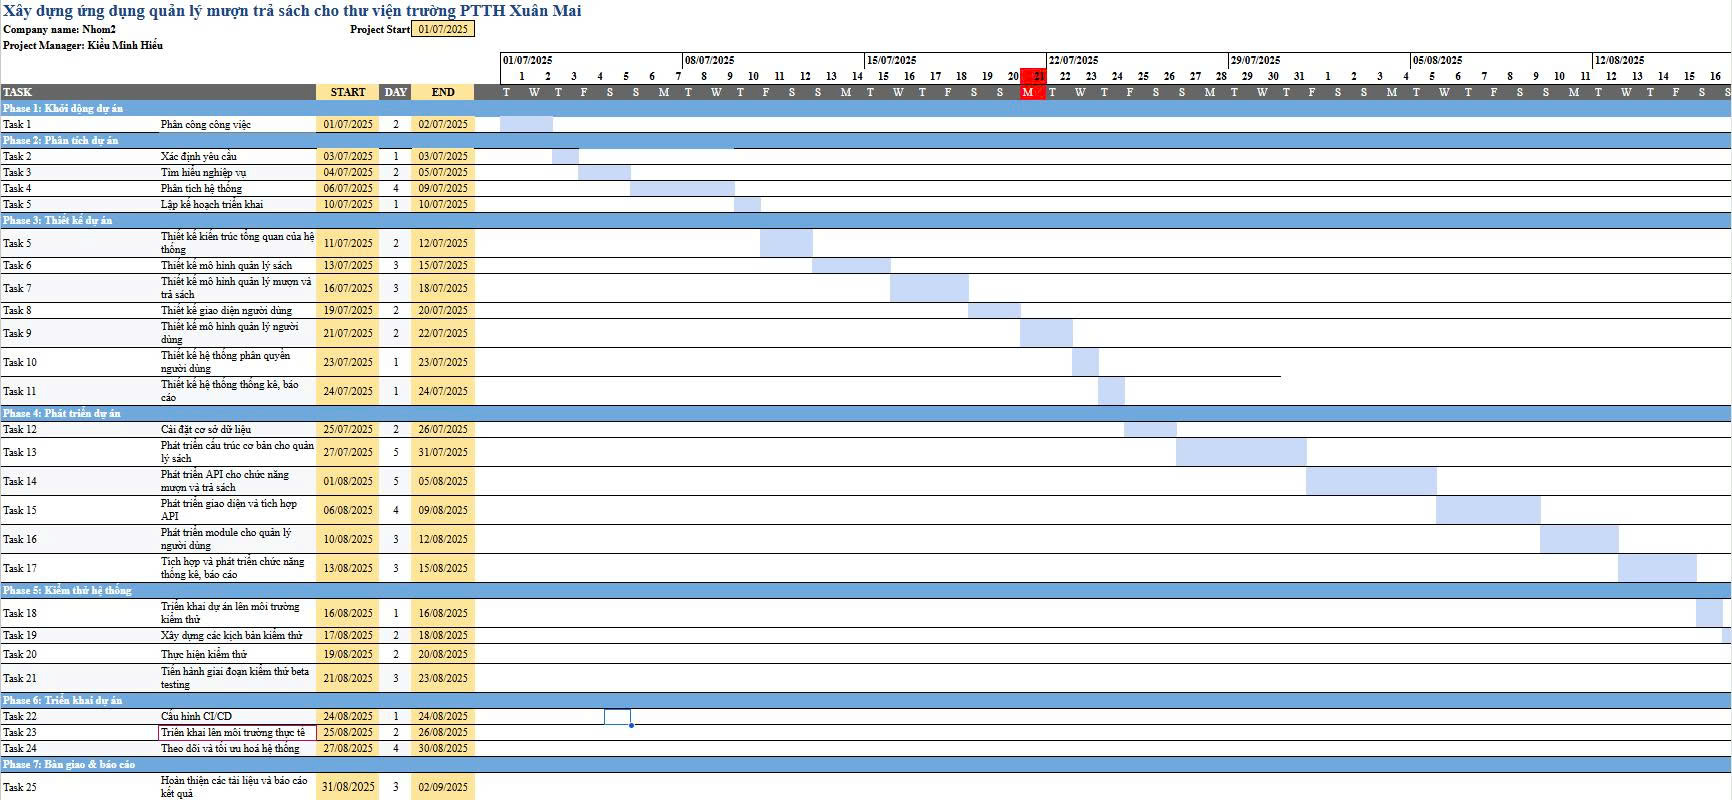 Xây dựng ứng dụng quản lý mượn trả sách cho thư viện trường PTTH Xuân Mai
Company name: Nhom2 Project Start 01/07/2025
Project Manager: Kiều Minh Hiếu
01/07/2025 08/07/2025 15/07/2025 22/07/2025 29/07/2025 05/08/2025 12/08/2025
1 2 3 4 5 6 7 8 9 10 11 12 13 14 15 16 17 18 19 20 21 22 23 24 25 26 27 28 29 30 31 1 2 3 4 5 6 7 8 9 10 11 12 13 14 15 16
TASK START DAY END T W T F S S M T W T F S S M T W T F S S M T W T F S S M T W T F S S M T W T F S S M T W T F S S
Phase 1: Khởi động dự án
Task 1 Phân công công việc 01/07/2025 2 02/07/2025
Phase 2: Phân tích dự án
Task 2 Xác định yêu cầu 03/07/2025 1 03/07/2025
Task 3 Tìm hiểu nghiệp vụ 04/07/2025 2 05/07/2025
Task 4 Phân tích hệ thống 06/07/2025 4 09/07/2025
Task 5 Lập kế hoạch triển khai 10/07/2025 1 10/07/2025
Phase 3: Thiết kế dự án
Task 5 Thiết kế kiến trúc tổng quan của hệ 11/07/2025 2 12/07/2025
thống
Task 6 Thiết kế mô hình quản lý sách 13/07/2025 3 15/07/2025
Task 7 Thiết kế mô hình quản lý mượn và 16/07/2025 3 18/07/2025
trả sách
Task 8 Thiết kế giao diện người dùng 19/07/2025 2 20/07/2025
Task 9 Thiết kế mô hình quản lý người 21/07/2025 2 22/07/2025
dùng
Task 10 Thiết kế hệ thống phân quyền 23/07/2025 1 23/07/2025
người dùng
Task 11 Thiết kế hệ thống thống kê, báo 24/07/2025 1 24/07/2025
cáo
Phase 4: Phát triển dự án
Task 12 Cài đặt cơ sở dữ liệu 25/07/2025 2 26/07/2025
Task 13 Phát triển cấu trúc cơ bản cho quản 27/07/2025 5 31/07/2025
lý sách
Task 14 Phát triển API cho chức năng 01/08/2025 5 05/08/2025
mượn và trả sách
Task 15 Phát triển giao diện và tích hợp 06/08/2025 4 09/08/2025
API
Task 16 Phát triển module cho quản lý 10/08/2025 3 12/08/2025
người dùng
Task 17 Tích hợp và phát triển chức năng 13/08/2025 3 15/08/2025
thống kê, báo cáo
Phase 5: Kiểm thử hệ thống
Task 18 Triển khai dự án lên môi trường 16/08/2025 1 16/08/2025
kiểm thử
Task 19 Xây dựng các kịch bản kiểm thử 17/08/2025 2 18/08/2025
Task 20 Thực hiện kiểm thử 19/08/2025 2 20/08/2025
Task 21 Tiến hành giai đoạn kiểm thử beta 21/08/2025 3 23/08/2025
testing
Phase 6: Triển khai dự án
Task 22 Cấu hình CI/CD 24/08/2025 1 24/08/2025
Task 23 Triển khai lên môi trường thực tế 25/08/2025 2 26/08/2025
Task 24 Theo dõi và tối ưu hoá hệ thống 27/08/2025 4 30/08/2025
Phase 7: Bàn giao & báo cáo
Task 25 Hoàn thiện các tài liệu và báo cáo 31/08/2025 3 02/09/2025
kết quả